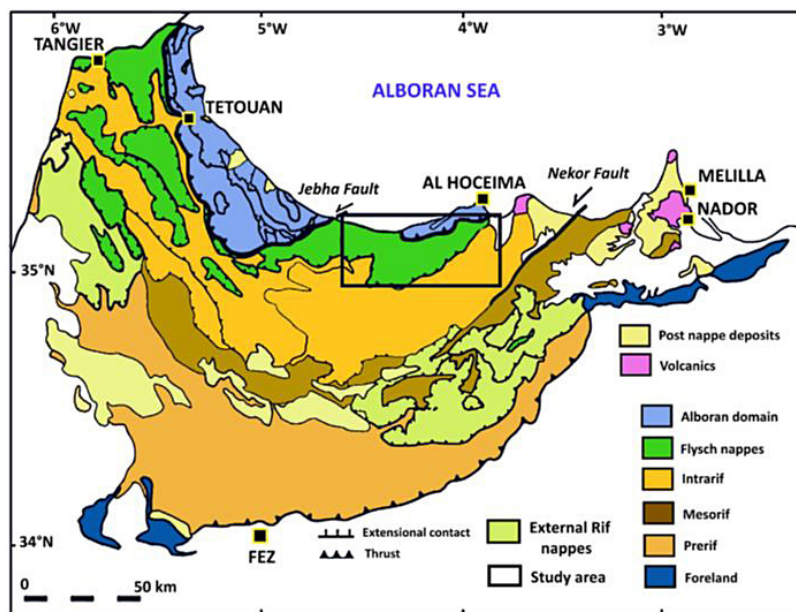 6°W 5°W 4°W 3°W
TANGIER
ALBORAN SEA
TETOUAN
Jebha Fault
AL HOCEIMA
Nekor Fault
MELILLA
NADOR
35°N
Post nappe deposits
Volcanics
Alboran domain
Flysch nappes
Intrarif
Mesorif
Prerif
Foreland
External Rif
nappes
Study area
Extensional contact
Thrust
34°N
FEZ
0 50 km